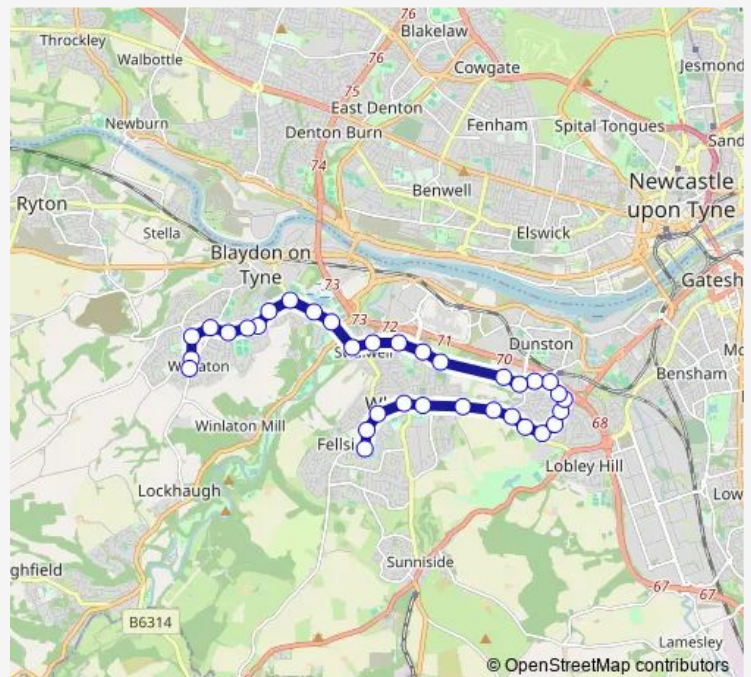 76
Throckley
Blakelaw
Walbottle
76
Cowgate
Jesmond
75
East Denton
Newburn
Denton Burn
Fenham
Spital Tongues
Sand
74
Benwell
Newcastle
upon Tyne
Ryton
Stella
Elswick
Blaydon on
Tyne
73
Gatesh
73
72
71
Dunston
70
Bensham
Winlaton Mill
68
Lobley Hill
Lockhaugh
Low
Sunniside
ghfield
67
67
B6314
Lamesley
© OpenStreetMap contributors